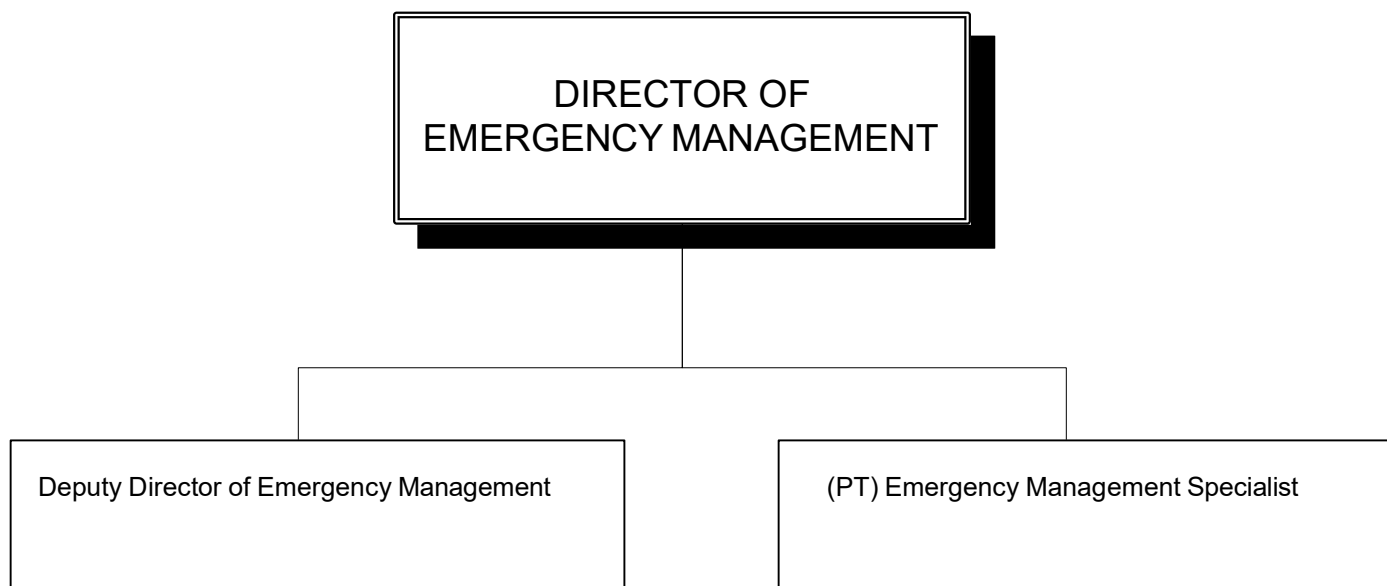 DIRECTOR OF
EMERGENCY MANAGEMENT
Deputy Director of Emergency Management
(PT) Emergency Management Specialist